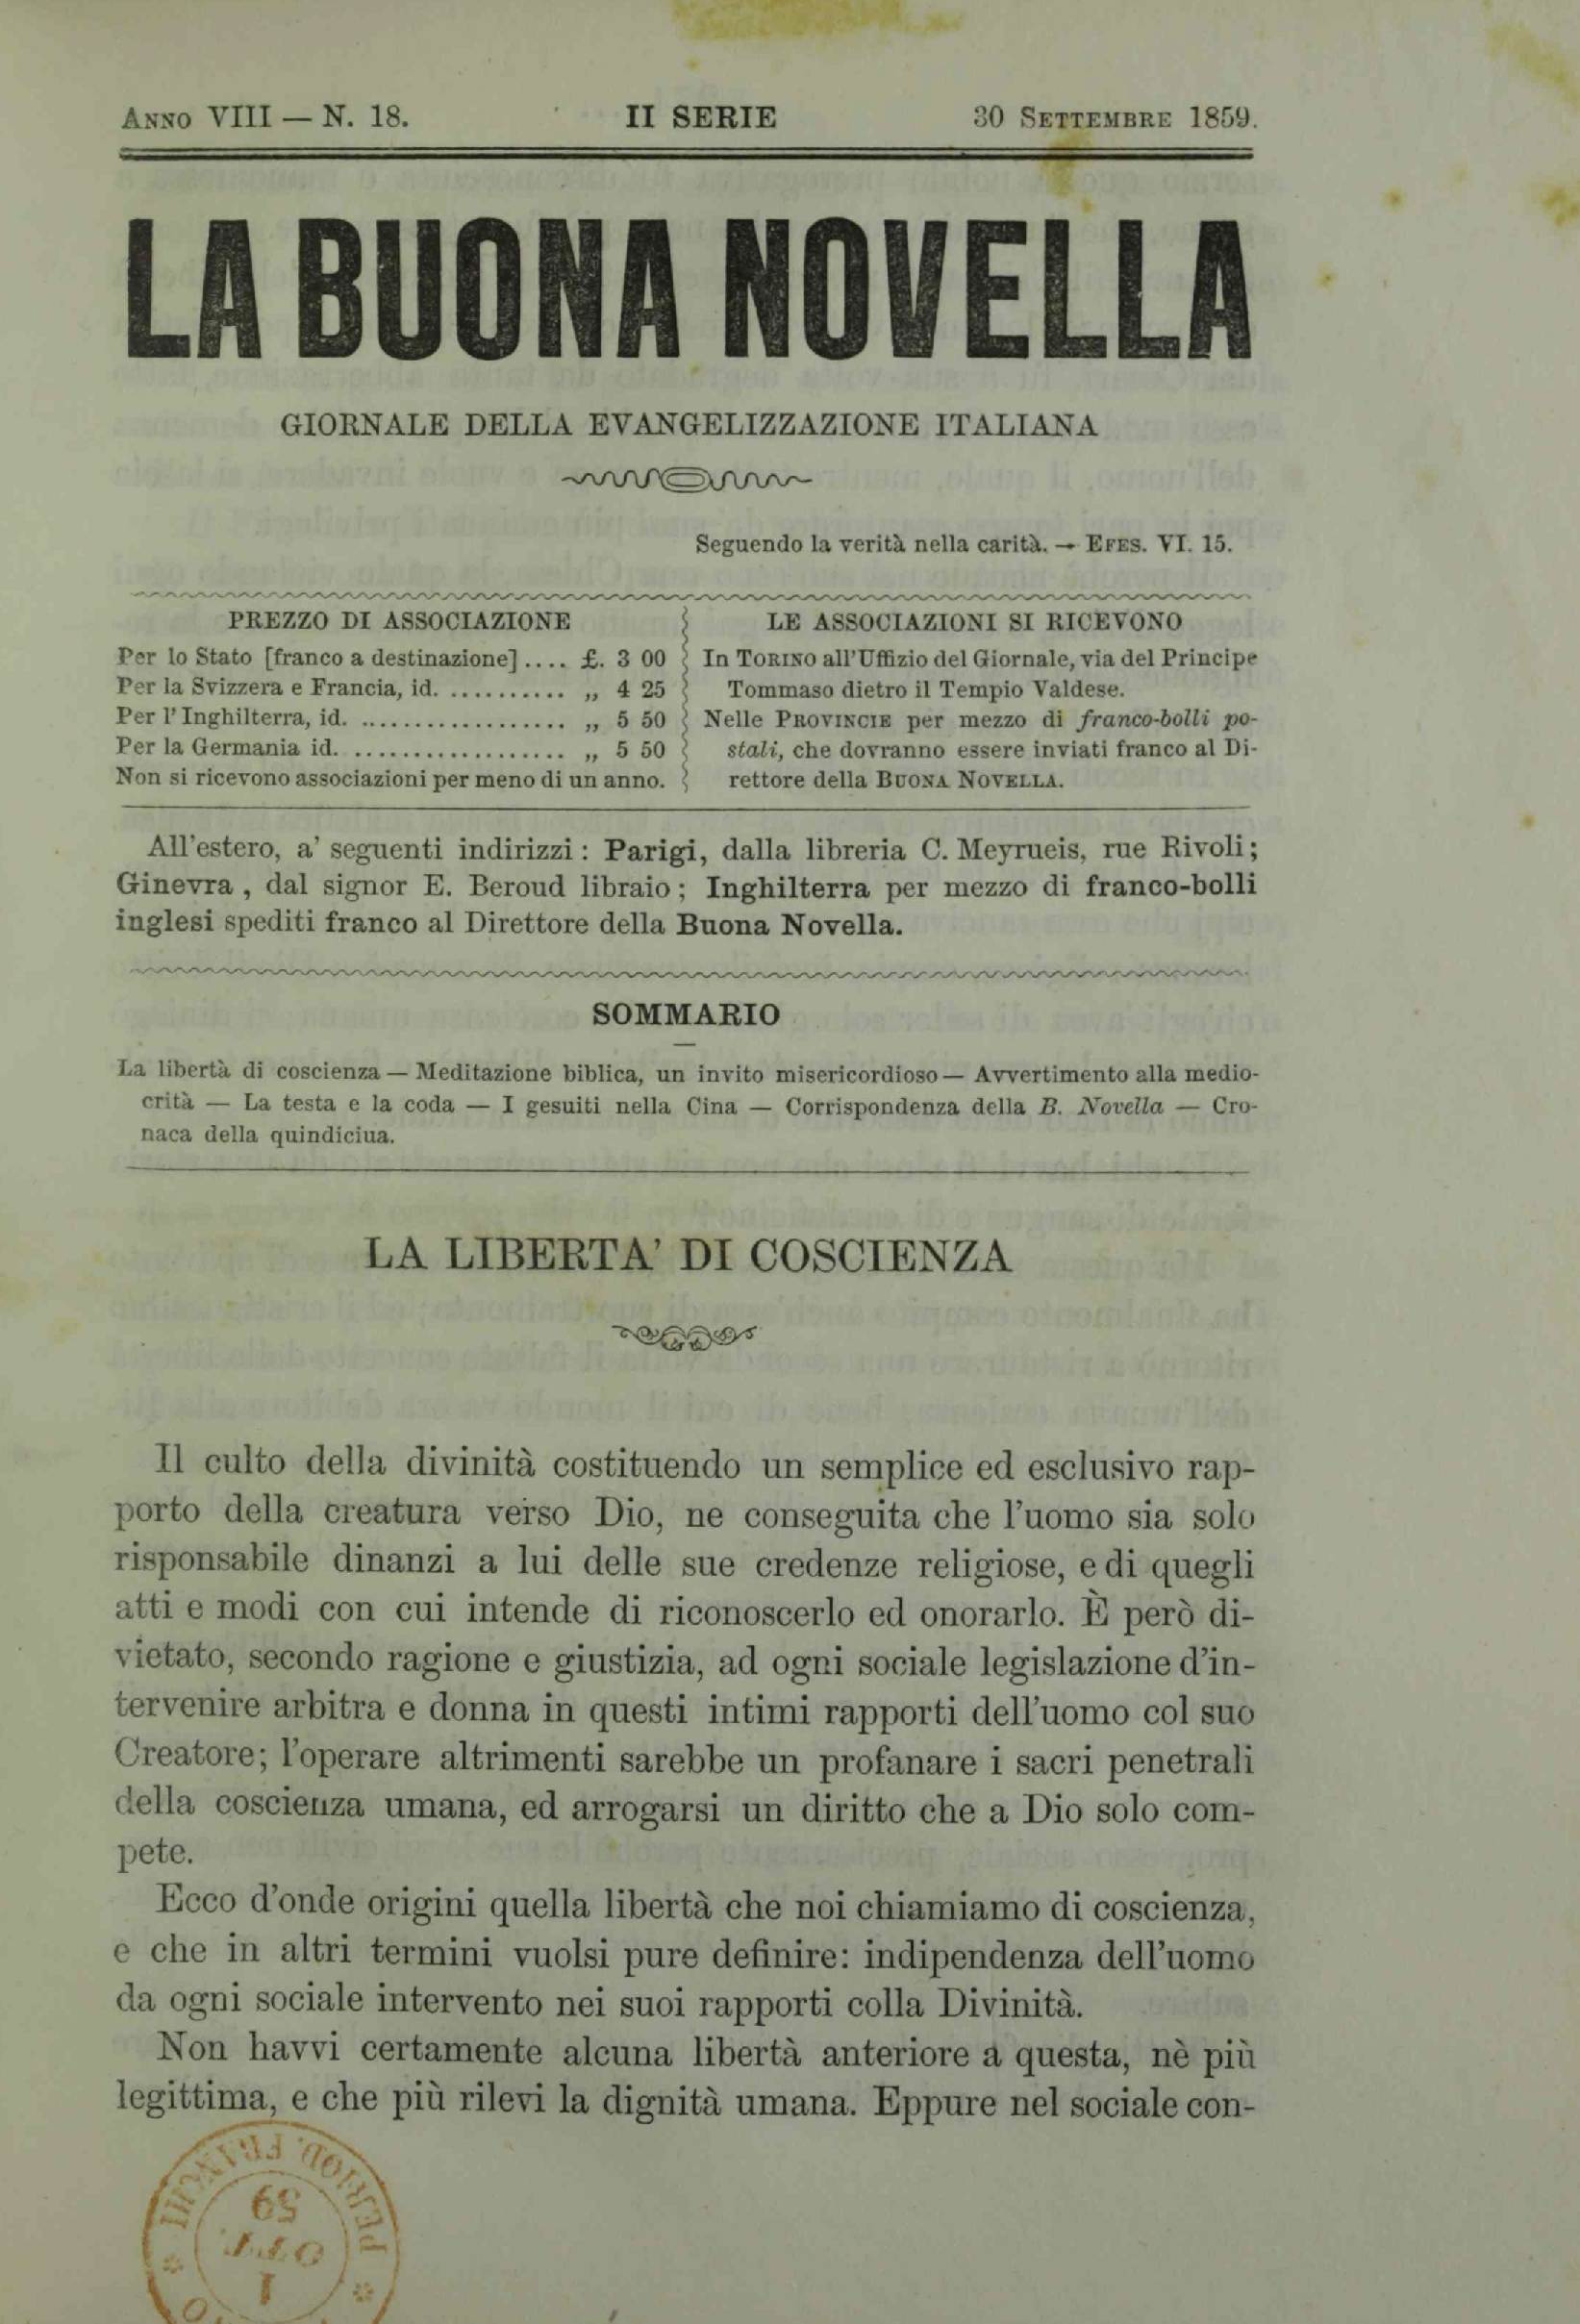 ANNO VIII — N. 18.
II SERIE
30 SETTEMBRE 1859.
LA BUONA NOVELLA
GIORNALE DELLA EVANGELIZZAZIONE ITALIANA
Seguendo la verità nella carità. — EFES. VI. 15.
PREZZO DI ASSOCIAZIONE
Per lo Stato [franco a destinazione].... £. 3 00
Per la Svizzera e Francia, id. ........... „ 4 25
Per l'Inghilterra, id. .................. „ 5 50
Per la Germania id. .................. „ 5 50
Non si ricevono associazioni per meno di un anno.
LE ASSOCIAZIONI SI RICEVONO
In TORINO all'Uffizio del Giornale, via del Principe
Tommaso dietro il Tempio Valdese.
Nelle PROVINCIE per mezzo di franco-bolli po-
stali, che dovranno essere inviati franco al Di-
rettore della BUONA NOVELLA.
All'estero, a' seguenti indirizzi: Parigi, dalla libreria C. Meyrueis, rue Rivoli;
Ginevra, dal signor E. Beroud libraio; Inghilterra per mezzo di franco-bolli
inglesi spediti franco al Direttore della Buona Novella.
SOMMARIO
La libertà di coscienza — Meditazione biblica, un invito misericordioso — Avvertimento alla medio-
crità — La testa e la coda — I gesuiti nella Cina — Corrispondenza della B. Novella — Cro-
naca della quindiciua.
LA LIBERTA' DI COSCIENZA
Il culto della divinità costituendo un semplice ed esclusivo rap-
porto della creatura verso Dio, ne conseguita che l'uomo sia solo
risponsabile dinanzi a lui delle sue credenze religiose, e di quegli
atti e modi con cui intende di riconoscerlo ed onorarlo. È però di-
vietato, secondo ragione e giustizia, ad ogni sociale legislazione d'in-
tervenire arbitra e donna in questi intimi rapporti dell'uomo col suo
Creatore; l'operare altrimenti sarebbe un profanare i sacri penetrali
della coscienza umana, ed arrogarsi un diritto che a Dio solo com-
pete.
Ecco d'onde origini quella libertà che noi chiamiamo di coscienza,
e che in altri termini vuolsi pure definire: indipendenza dell'uomo
da ogni sociale intervento nei suoi rapporti colla Divinità.
Non havvi certamente alcuna libertà anteriore a questa, nè più
legittima, e che più rilevi la dignità umana. Eppure nel sociale con-
PERIOD. FRANCHI
59
OTT.
1